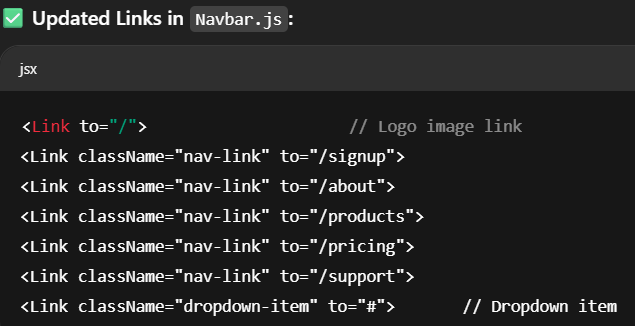 ✅ Updated Links in Navbar.js:
jsx
<Link to="/">                     // Logo image link
<Link className="nav-link" to="/signup">
<Link className="nav-link" to="/about">
<Link className="nav-link" to="/products">
<Link className="nav-link" to="/pricing">
<Link className="nav-link" to="/support">
<Link className="dropdown-item" to="#">       // Dropdown item